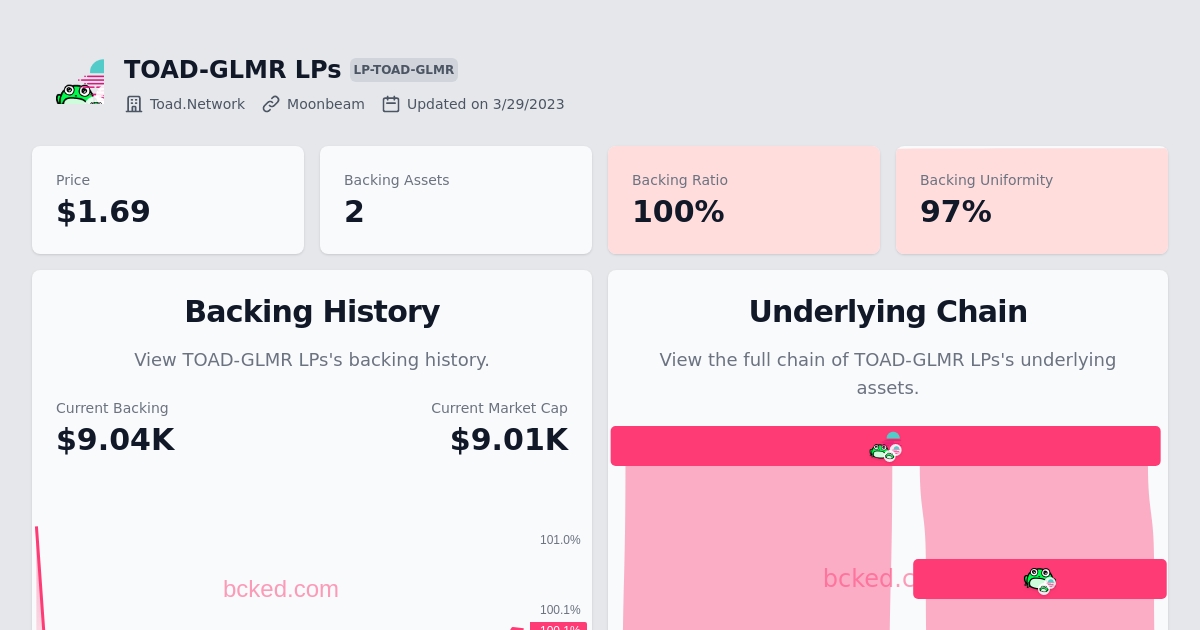 TOAD-GLMR LPs LP-TOAD-GLMR
Toad.Network Moonbeam Updated on 3/29/2023
Price
$1.69
Backing Assets
2
Backing Ratio
100%
Backing Uniformity
97%
Backing History
View TOAD-GLMR LPs's backing history.
Current Backing
$9.04K
Current Market Cap
$9.01K
101.0%
bcked.com
100.1%
100.1%
Underlying Chain
View the full chain of TOAD-GLMR LPs's underlying
assets.
bcked.c